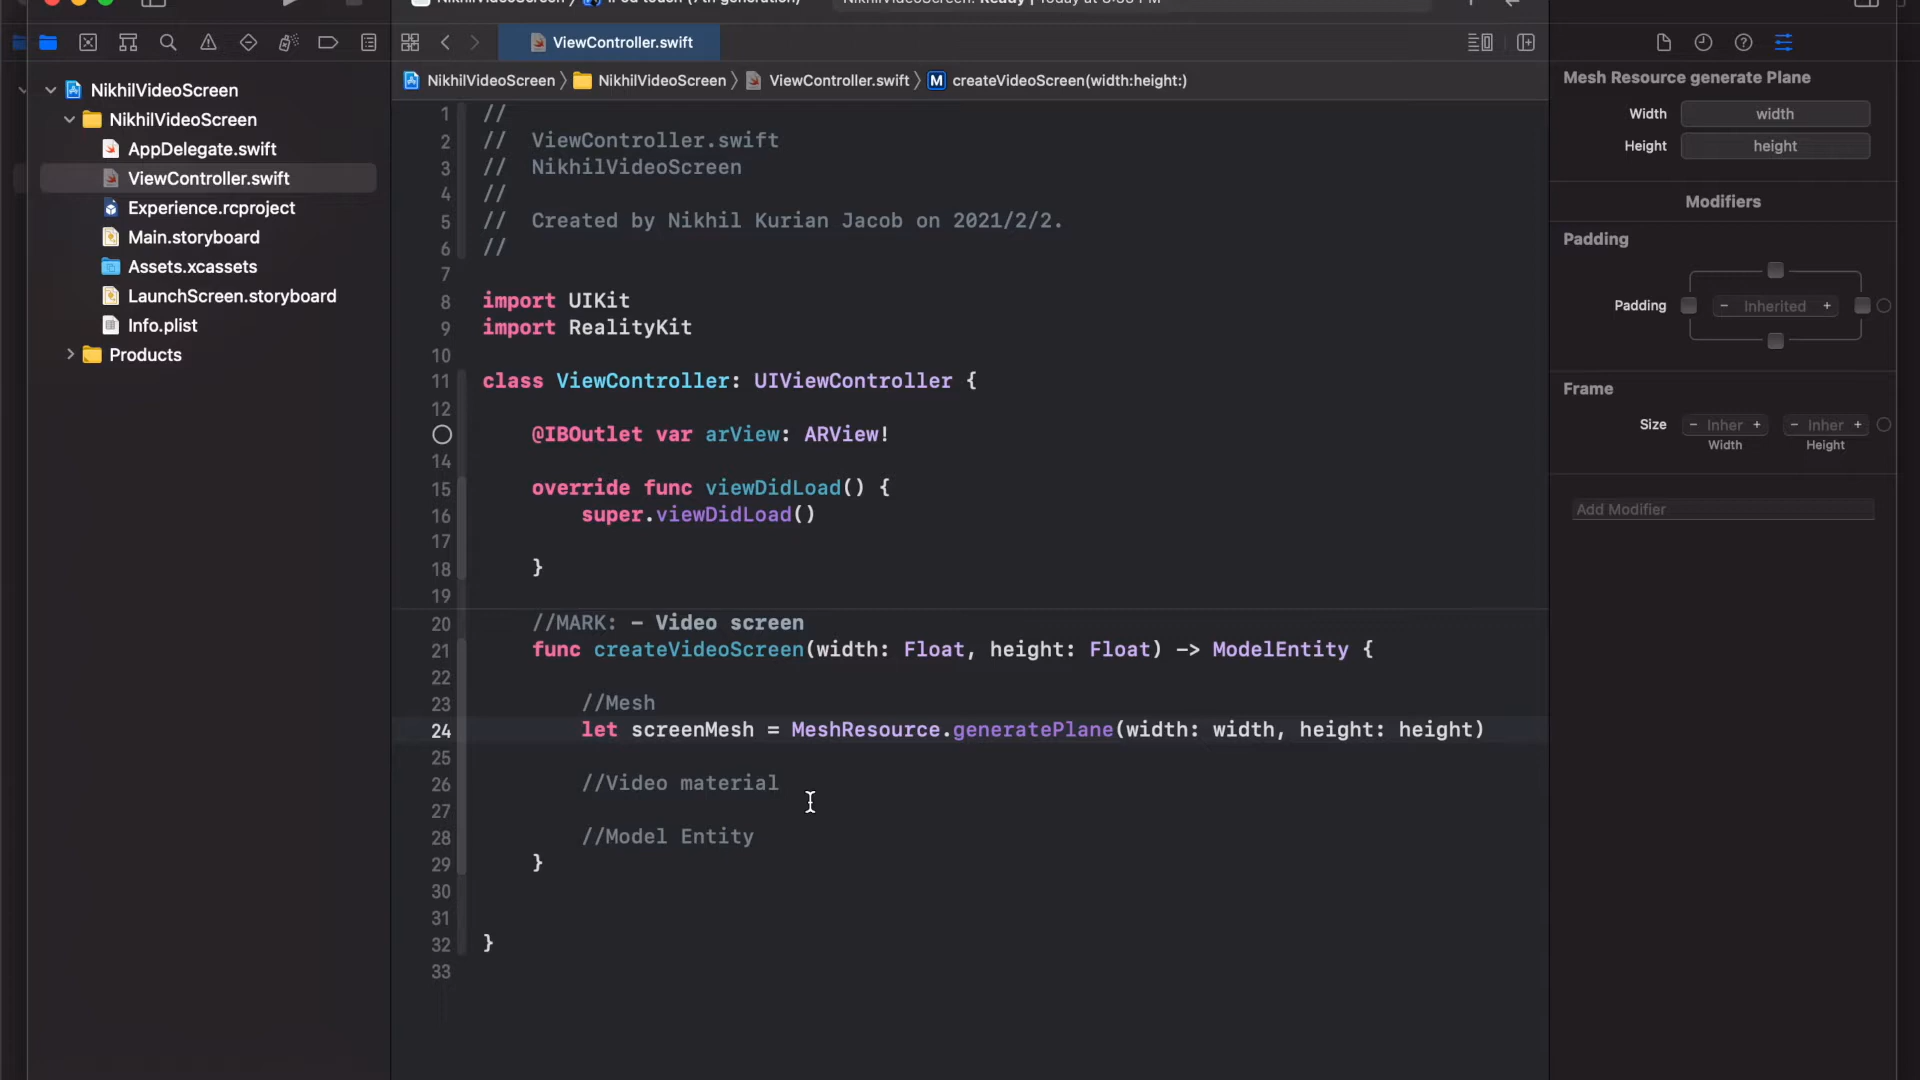 ViewController.swift
NikhilVideoScreen
NikhilVideoScreen
ViewController.swift
createVideoScreen(width:height:)
NikhilVideoScreen
NikhilVideoScreen
AppDelegate.swift
ViewController.swift
Experience.rcproject
Main.storyboard
Assets.xcassets
LaunchScreen.storyboard
Info.plist
Products
1 //
2 // ViewController.swift
3 // NikhilVideoScreen
4 //
5 // Created by Nikhil Kurian Jacob on 2021/2/2.
6 //
7
8 import UIKit
9 import RealityKit
10
11 class ViewController: UIViewController {
12
@IBOutlet var arView: ARView!
14
15 override func viewDidLoad() {
16 super.viewDidLoad()
17
18 }
19
20 //MARK: - Video screen
21 func createVideoScreen(width: Float, height: Float) -> ModelEntity {
22
23 //Mesh
24 let screenMesh = MeshResource.generatePlane(width: width, height: height)
25
26 //Video material
27
28 //Model Entity
29 }
30
31
32 }
33
Mesh Resource generate Plane
Width width
Height height
Modifiers
Padding
Padding - Inherited +
Frame
Size - Inher + - Inher +
Width Height
Add Modifier